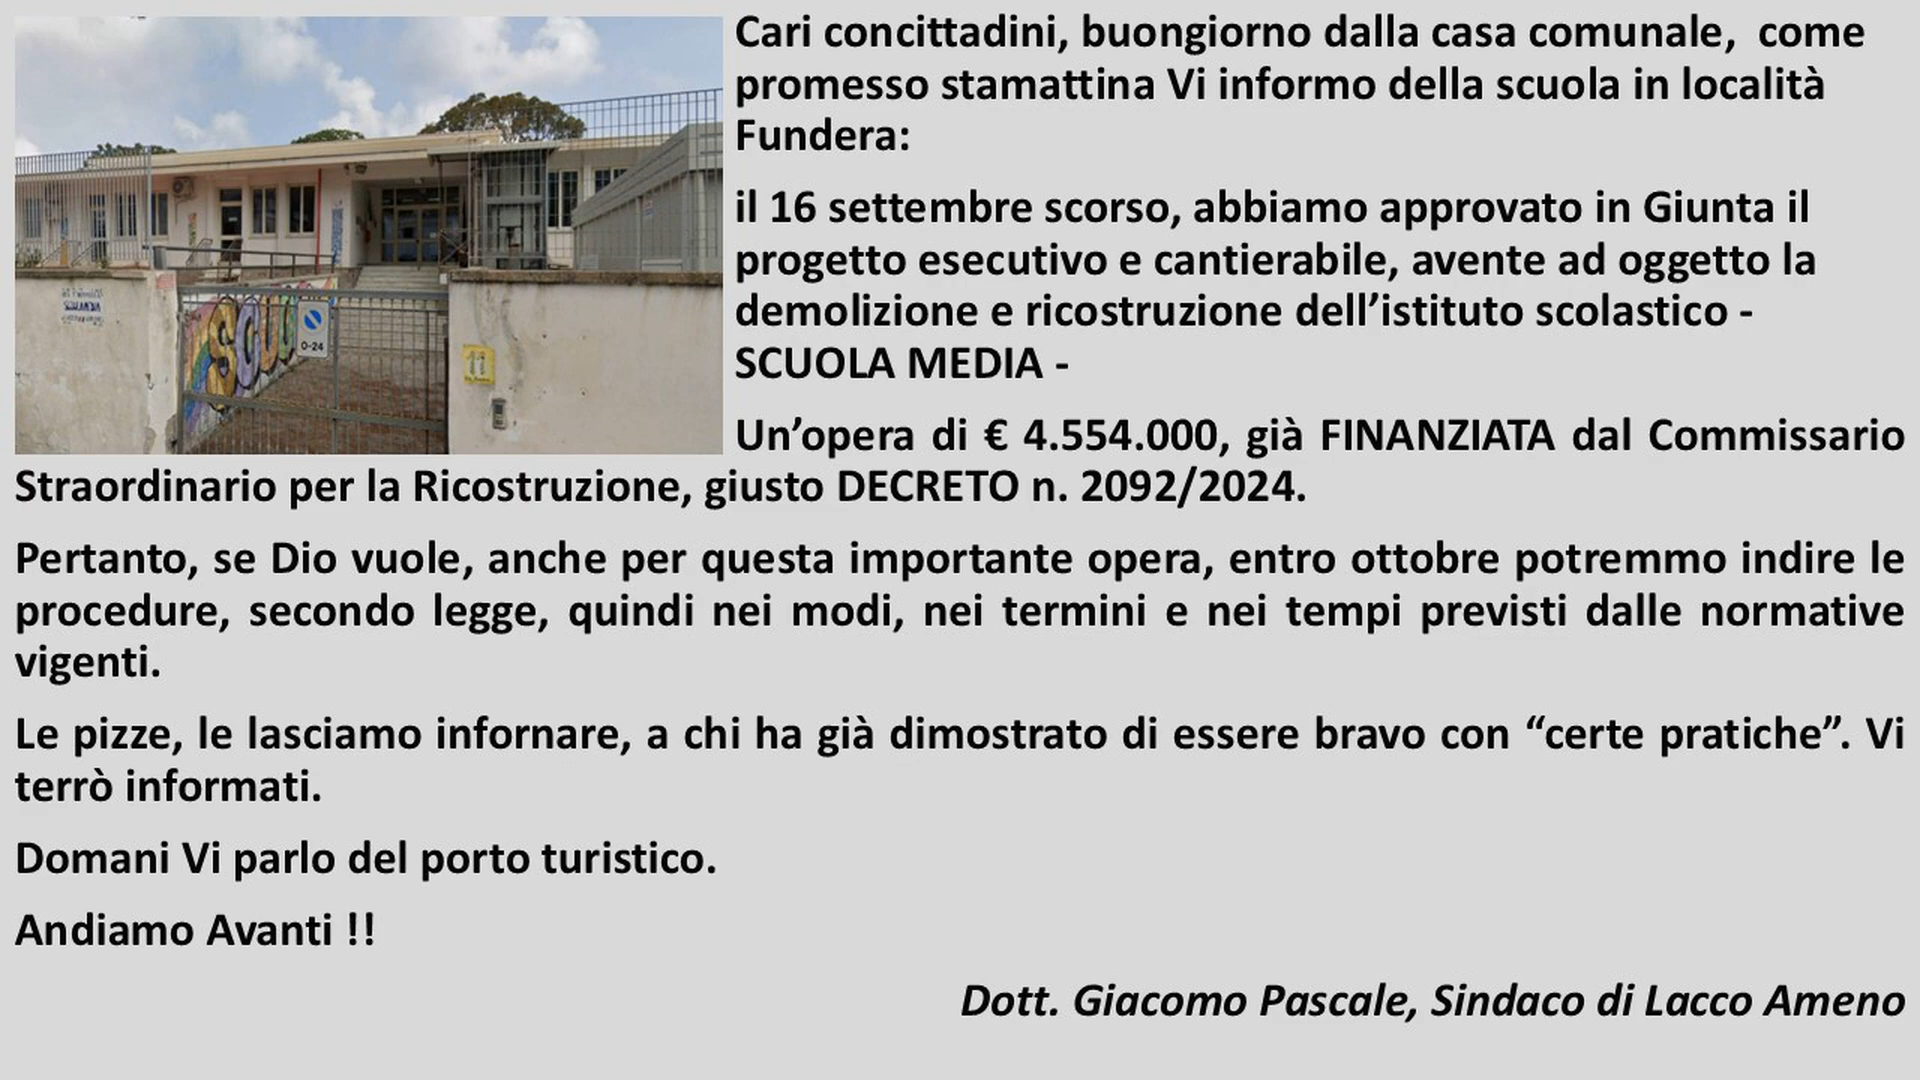 Cari concittadini, buongiorno dalla casa comunale,  come
promesso stamattina Vi informo della scuola in località
Fundera:
il 16 settembre scorso, abbiamo approvato in Giunta il
progetto esecutivo e cantierabile, avente ad oggetto la
demolizione e ricostruzione dell’istituto scolastico -
SCUOLA MEDIA -
Un’opera di € 4.554.000, già FINANZIATA dal Commissario
Straordinario per la Ricostruzione, giusto DECRETO n. 2092/2024.
Pertanto, se Dio vuole, anche per questa importante opera, entro ottobre potremmo indire le
procedure, secondo legge, quindi nei modi, nei termini e nei tempi previsti dalle normative
vigenti.
Le pizze, le lasciamo infornare, a chi ha già dimostrato di essere bravo con “certe pratiche”. Vi
terrò informati.
Domani Vi parlo del porto turistico.
Andiamo Avanti !!
Dott. Giacomo Pascale, Sindaco di Lacco Ameno
0-24